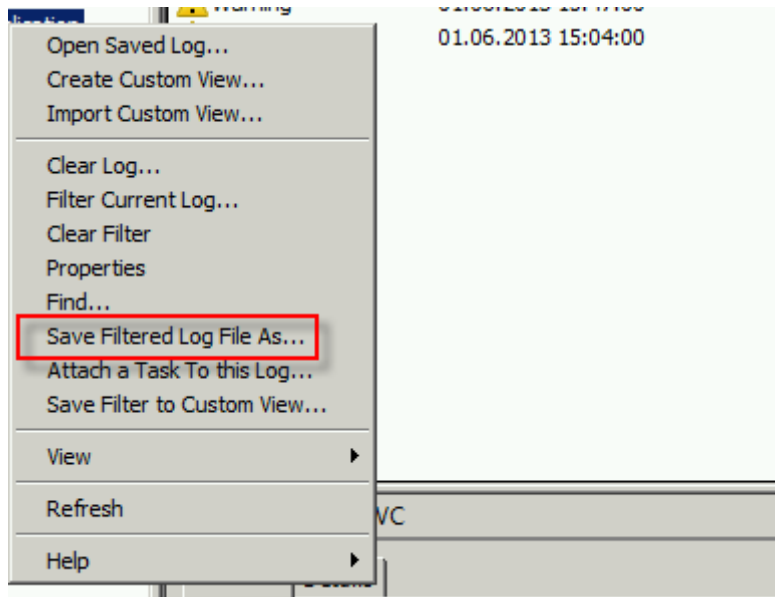 Warning
Open Saved Log...
01.06.2013 15:04:00
Create Custom View...
Import Custom View...
Clear Log...
Filter Current Log...
Clear Filter
Properties
Find...
Save Filtered Log File As...
Attach a Task To this Log...
Save Filter to Custom View...
View
Refresh
VC
Help